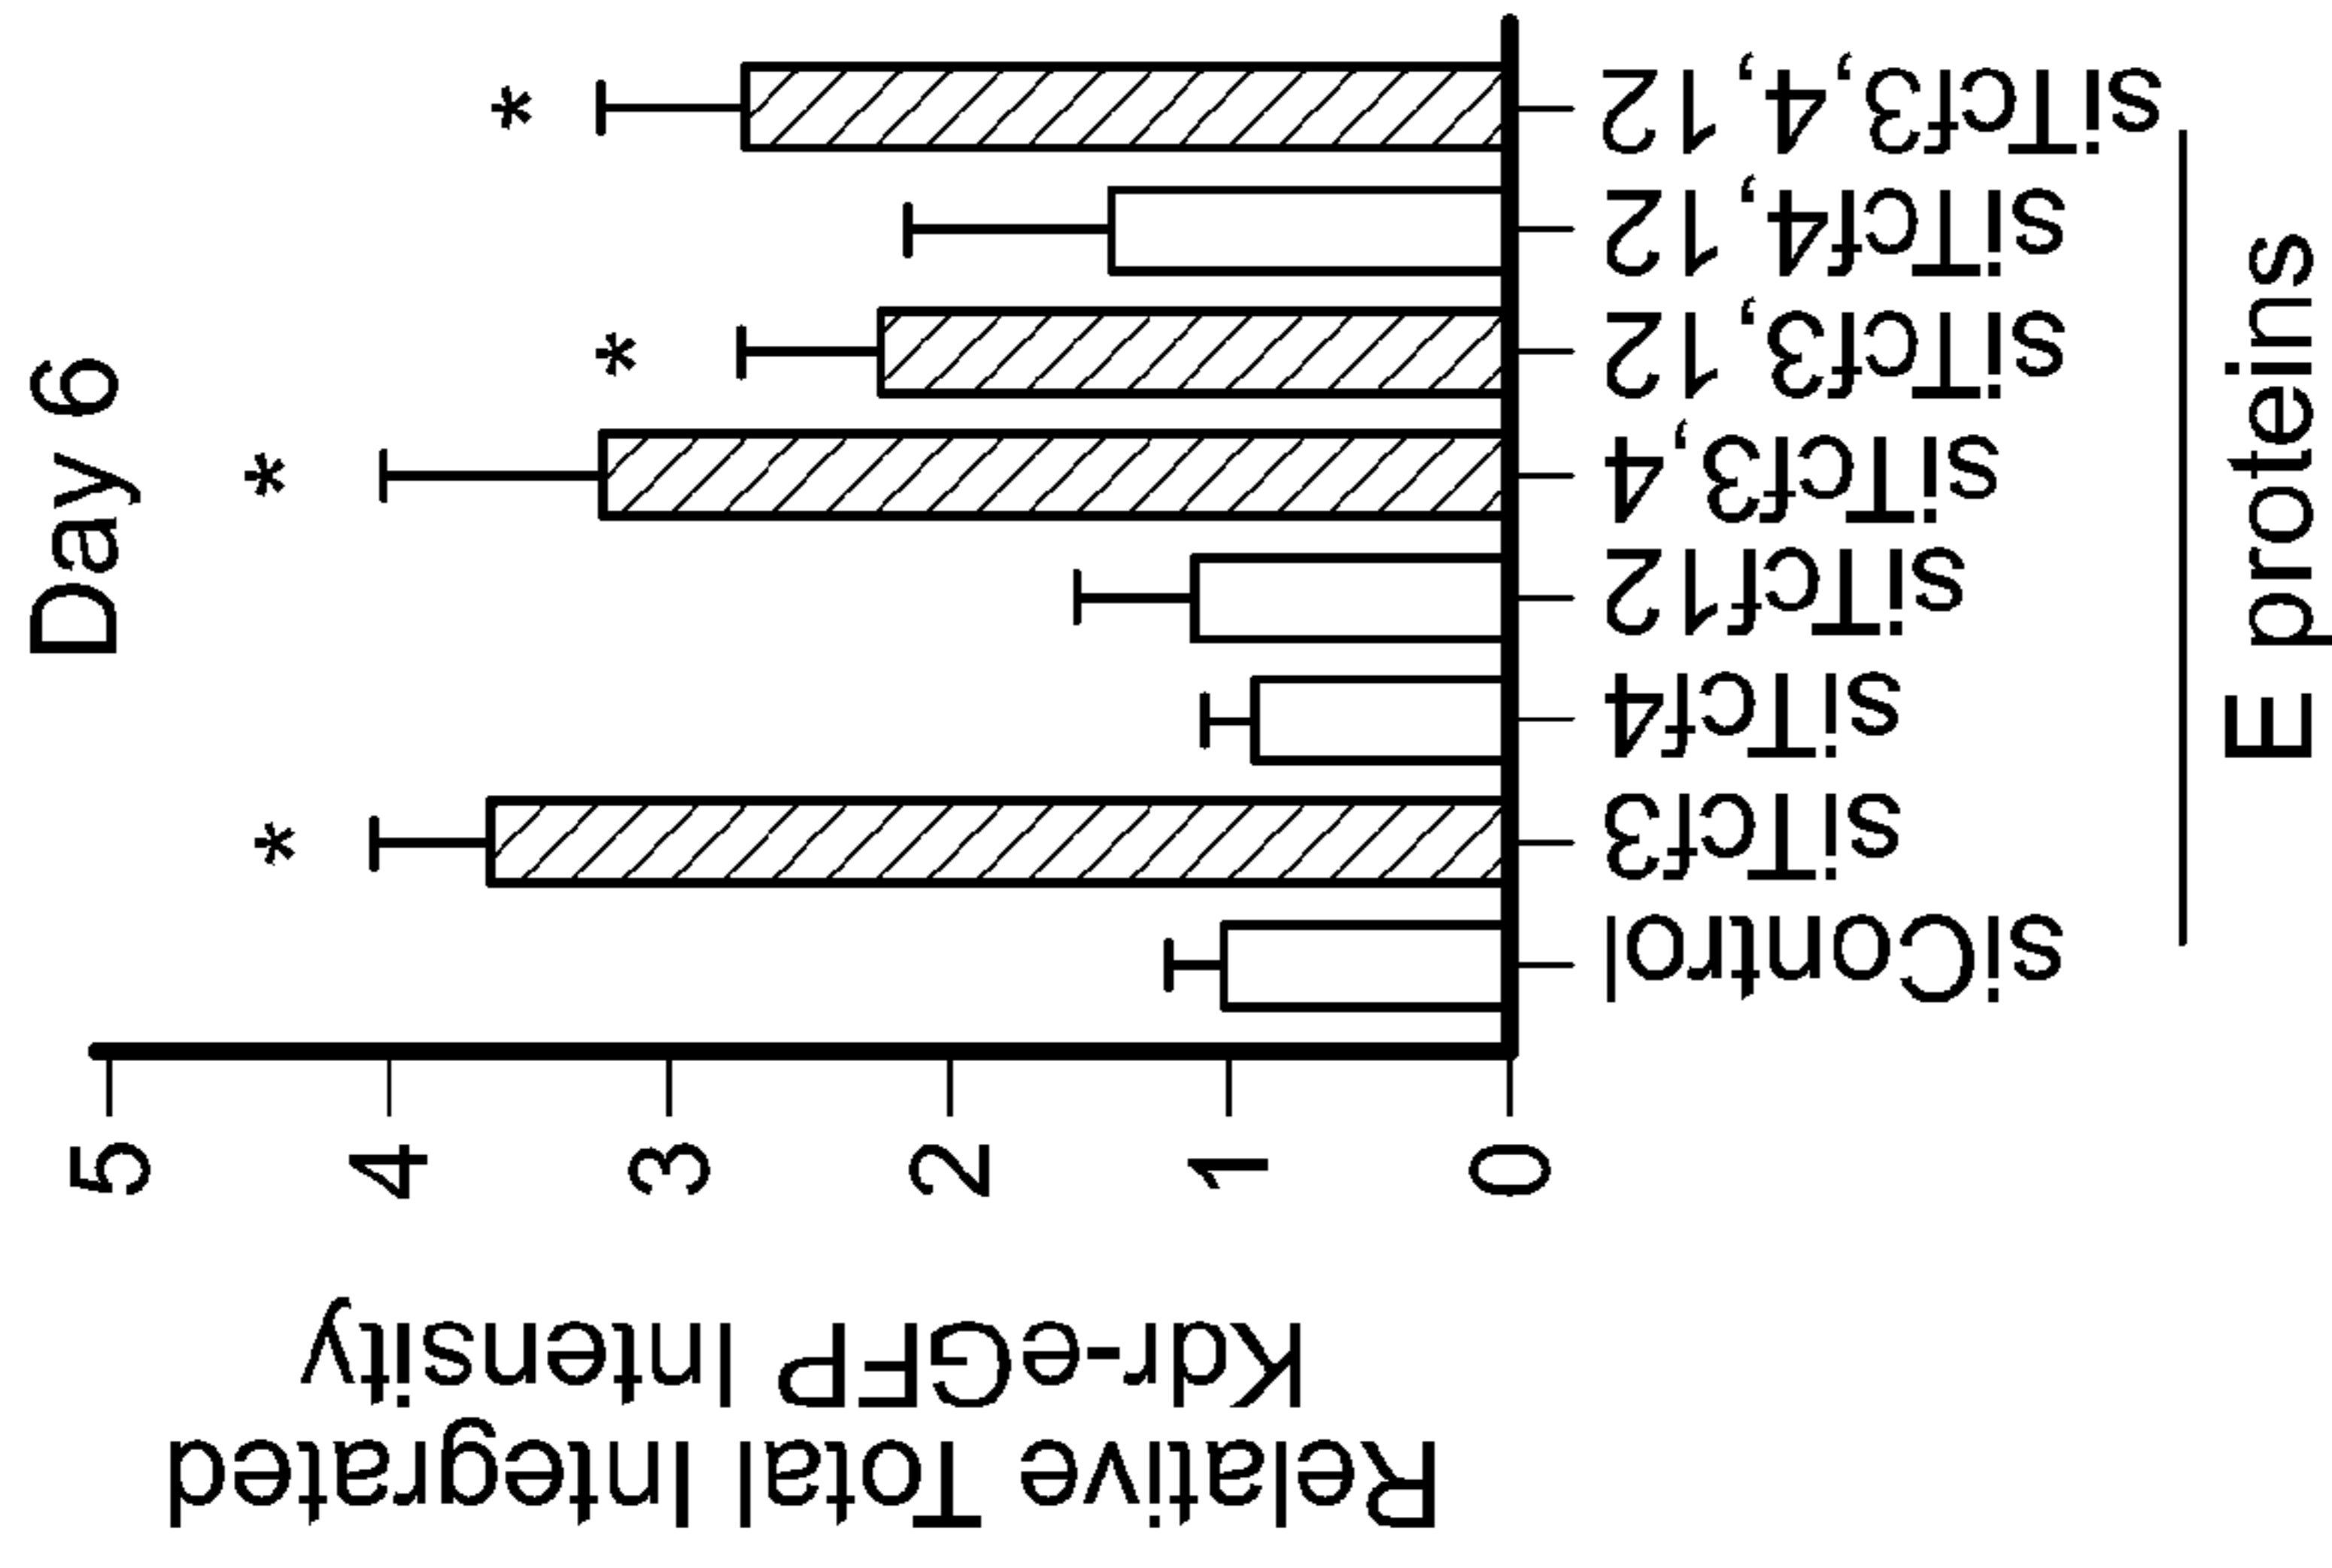 Day 6
Relative Total Integrated
Kdr-eGFP Intensity
5
4
3
2
1
0
*
*
*
*
siControl
siTcf3
siTcf4
siTcf12
siTcf3,4
siTcf3,12
siTcf4,12
siTcf3,4,12
E proteins